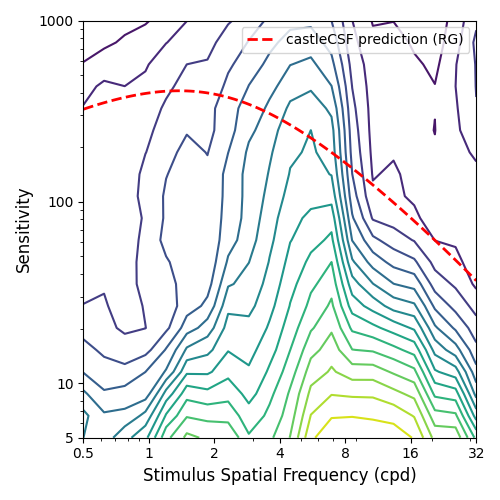 castleCSF prediction (RG)
1000
100
10
5
Sensitivity
0.5 1 2 4 8 16 32
Stimulus Spatial Frequency (cpd)